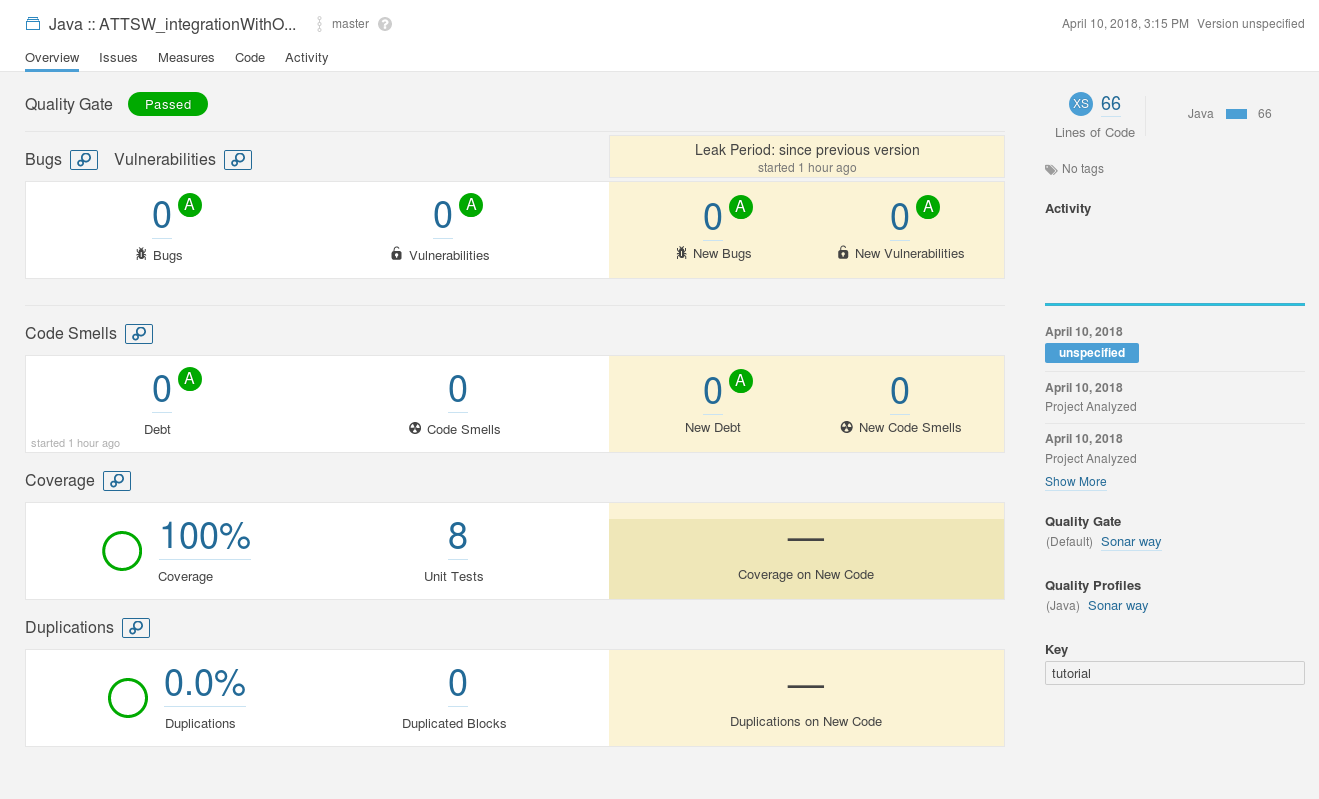 Java :: ATTSW_integrationWithO... master ?
April 10, 2018, 3:15 PM Version unspecified
Overview Issues Measures Code Activity
Quality Gate Passed
Bugs Vulnerabilities
Leak Period: since previous version
started 1 hour ago
0 A
Bugs
0 A
Vulnerabilities
0 A
New Bugs
0 A
New Vulnerabilities
Code Smells
0 A
Debt
started 1 hour ago
0
Code Smells
0 A
New Debt
0
New Code Smells
Coverage
100%
Coverage
8
Unit Tests
—
Coverage on New Code
Duplications
0.0%
Duplications
0
Duplicated Blocks
—
Duplications on New Code
XS 66
Lines of Code
Java 66
No tags
Activity
April 10, 2018
unspecified
April 10, 2018
Project Analyzed
April 10, 2018
Project Analyzed
Show More
Quality Gate
(Default) Sonar way
Quality Profiles
(Java) Sonar way
Key
tutorial